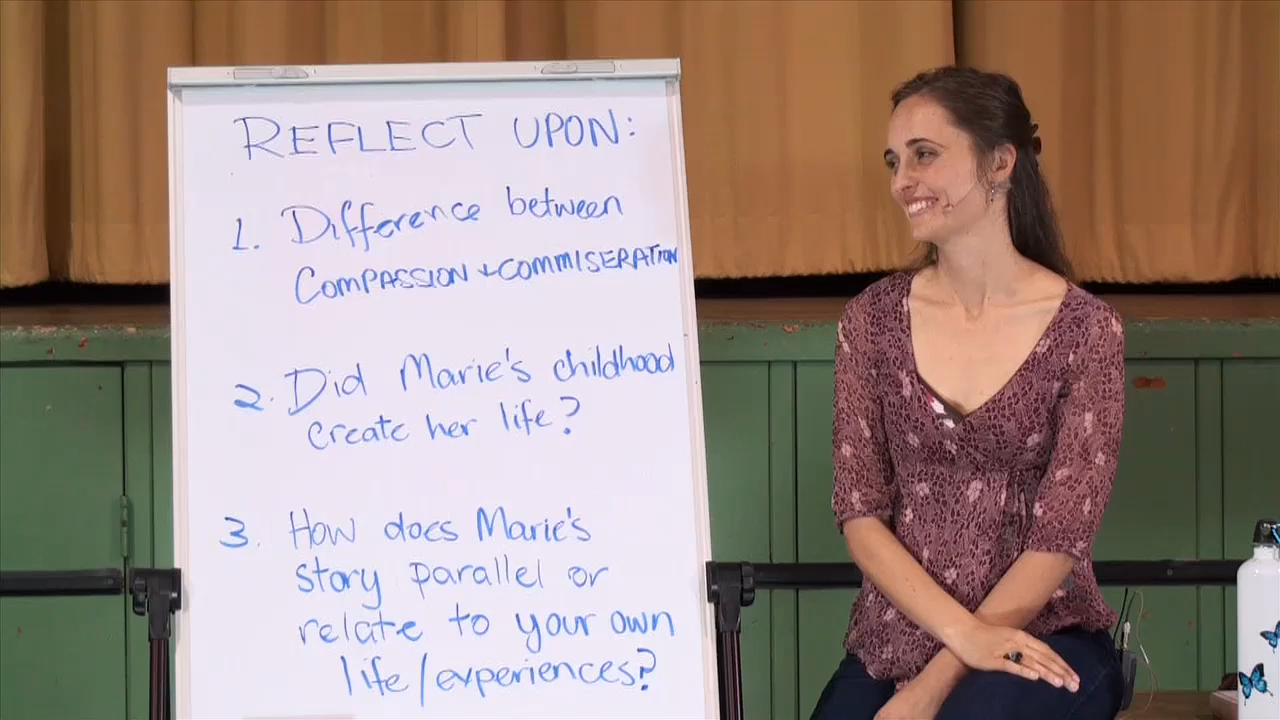 REFLECT UPON:
1. Difference between
COMPASSION + COMMISERATION
2. Did Marie's childhood
create her life?
3. How does Marie's
story parallel or
relate to your own
life/experiences?